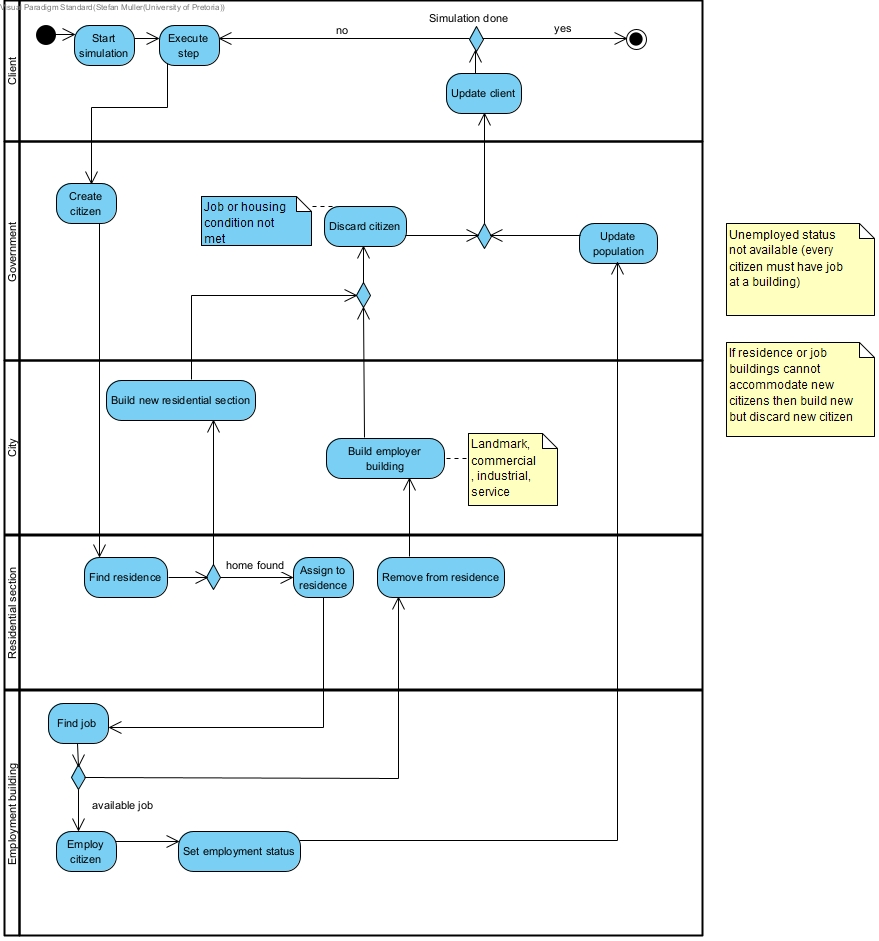 Visual Paradigm Standard(Stefan Muller(University of Pretoria))
Simulation done
no
yes
Start
simulation
Execute
step
Client
Update client
Create
citizen
Job or housing
condition not
met
Discard citizen
Update
population
Government
Unemployed status
not available (every
citizen must have job
at a building)
If residence or job
buildings cannot
accommodate new
citizens then build new
but discard new citizen
Build new residential section
City
Build employer
building
Landmark,
commercial
, industrial,
service
Find residence
home found
Assign to
residence
Remove from residence
Residential section
Find job
available job
Employ
citizen
Set employment status
Employment building